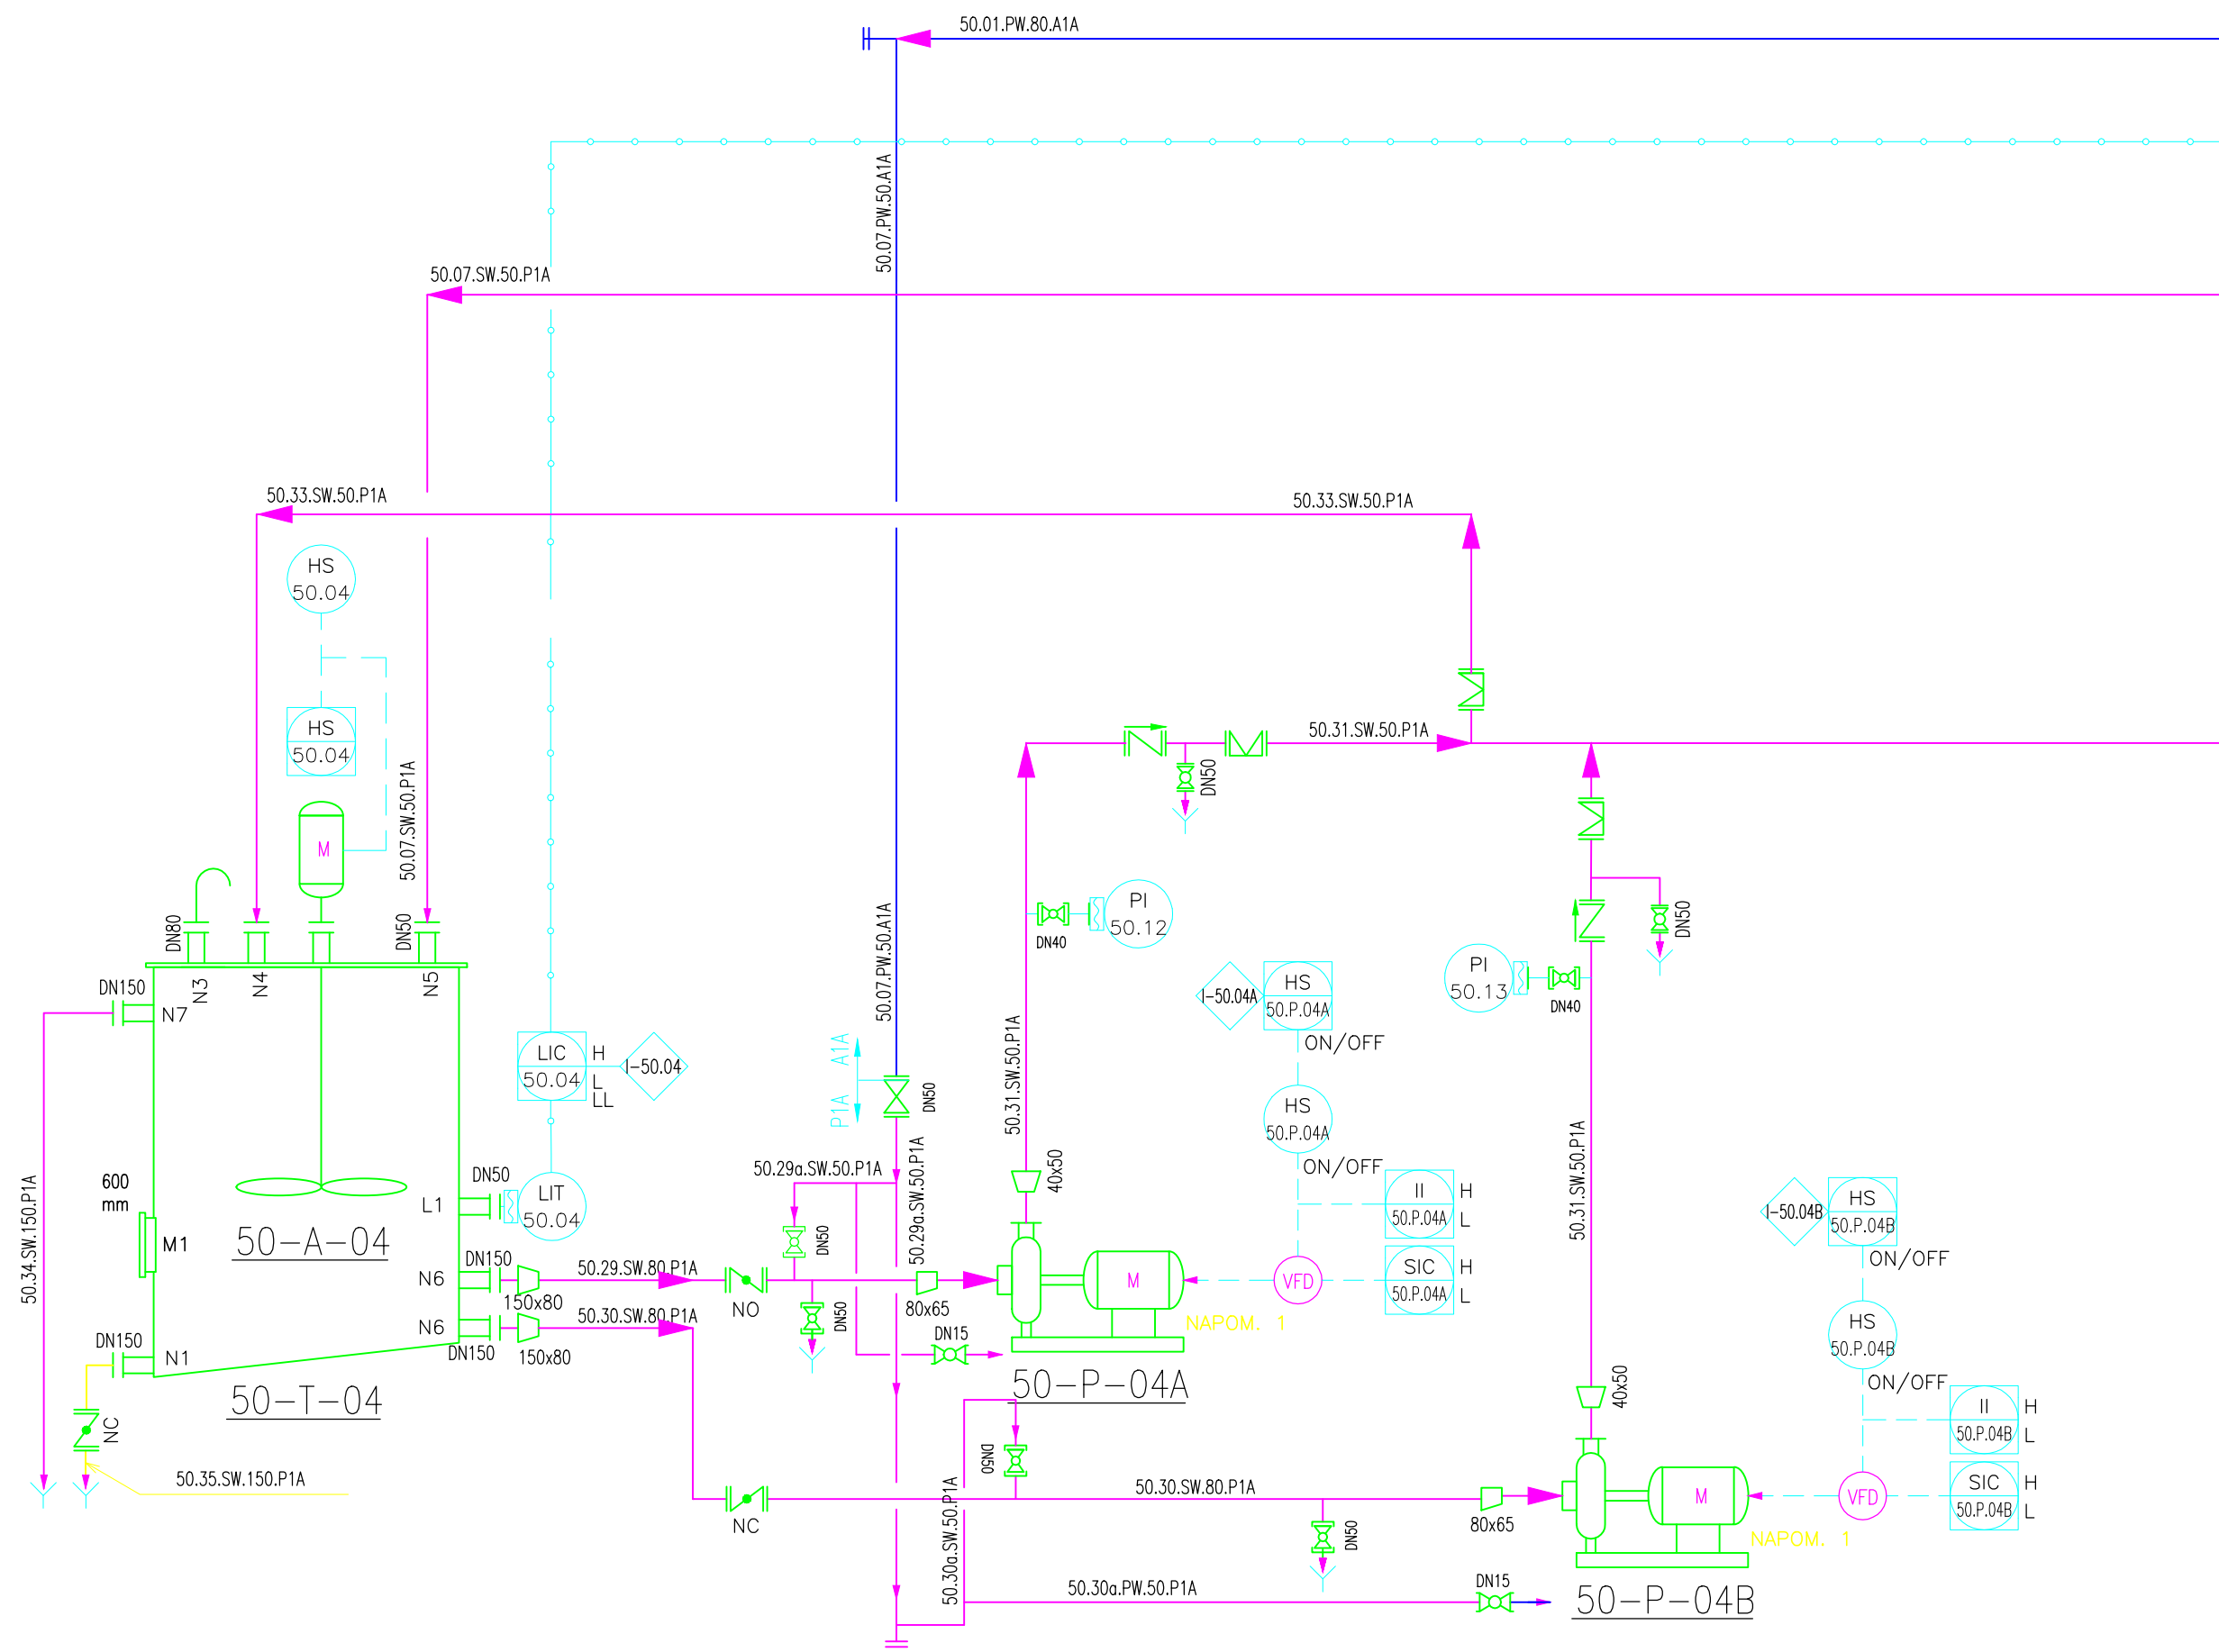 50.01.PW.80.A1A
50.07.PW.50.A1A
50.07.SW.50.P1A
50.33.SW.50.P1A
50.33.SW.50.P1A
HS
50.04
HS
50.04
M
50.07.SW.50.P1A
50.31.SW.50.P1A
DN50
DN80
DN50
N3
N4
N5
DN150
N7
PI
50.12
DN40
DN50
PI
50.13
DN40
50.07.PW.50.A1A
HS
50.P.04A
I-50.04A
ON/OFF
HS
50.P.04A
ON/OFF
LIC
50.04
H
L
LL
I-50.04
P1A
A1A
DN50
50.31.SW.50.P1A
50.34.SW.150.P1A
600
mm
M1
50-A-04
DN50
L1
LIT
50.04
50.29a.SW.50.P1A
50.29a.SW.50.P1A
DN50
40x50
II
50.P.04A
H
L
SIC
50.P.04A
H
L
VFD
M
NAPOM. 1
50.31.SW.50.P1A
HS
50.P.04B
I-50.04B
ON/OFF
HS
50.P.04B
ON/OFF
DN150
N6
150x80
50.29.SW.80.P1A
NO
DN50
80x65
DN15
50-P-04A
N6
DN150
150x80
50.30.SW.80.P1A
DN150
N1
50-T-04
NC
50.35.SW.150.P1A
NC
DN50
50.30a.SW.50.P1A
50.30.SW.80.P1A
40x50
II
50.P.04B
H
L
SIC
50.P.04B
H
L
VFD
M
NAPOM. 1
80x65
DN50
50.30a.PW.50.P1A
DN15
50-P-04B